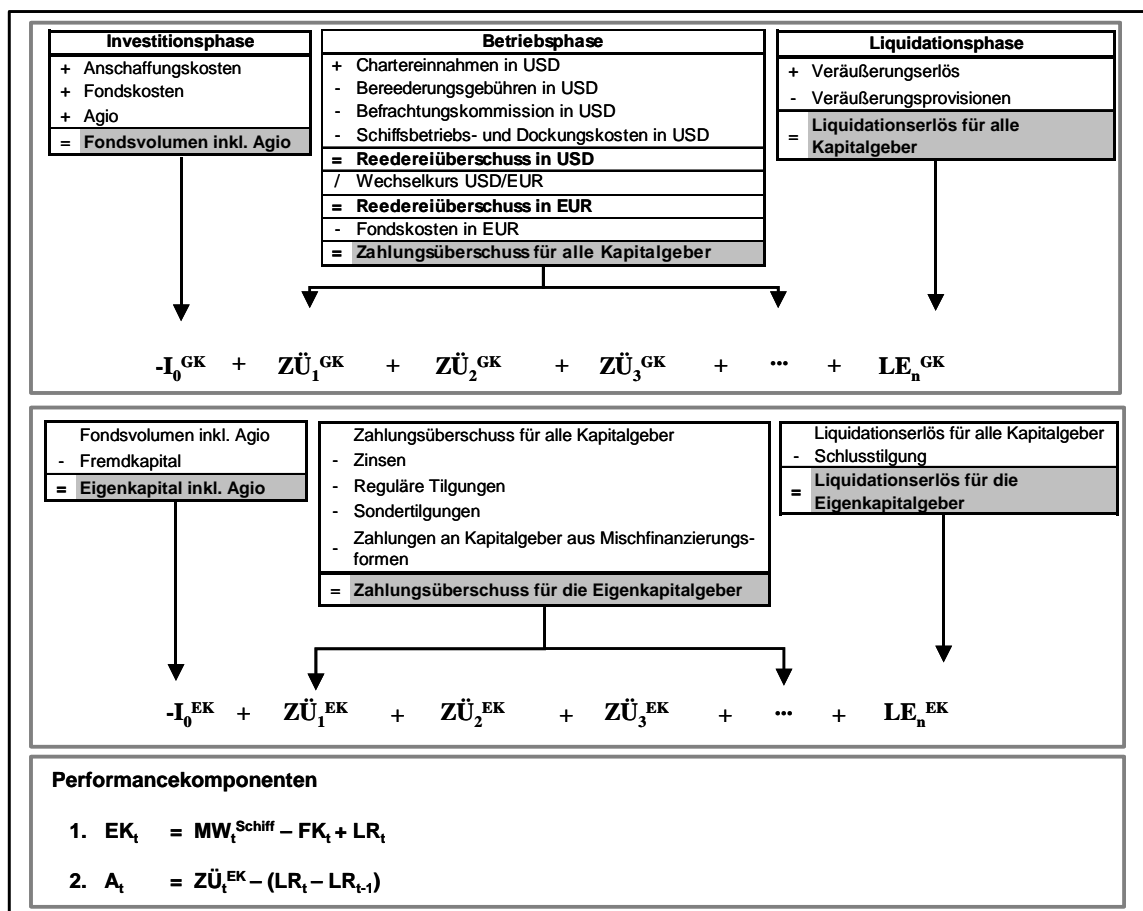 Investitionsphase
+ Anschaffungskosten
+ Fondskosten
+ Agio
= Fondsvolumen inkl. Agio
Betriebsphase
+ Chartereinnahmen in USD
- Bereederungsgebühren in USD
- Befrachtungskommission in USD
- Schiffsbetriebs- und Dockungskosten in USD
= Reedereiüberschuss in USD
/ Wechselkurs USD/EUR
= Reedereiüberschuss in EUR
- Fondskosten in EUR
= Zahlungsüberschuss für alle Kapitalgeber
Liquidationsphase
+ Veräußerungserlös
- Veräußerungsprovisionen
= Liquidationserlös für alle
Kapitalgeber
-I₀ᴳᴷ + ZÜ₁ᴳᴷ + ZÜ₂ᴳᴷ + ZÜ₃ᴳᴷ + ... + LEₙᴳᴷ
Fondsvolumen inkl. Agio
- Fremdkapital
= Eigenkapital inkl. Agio
Zahlungsüberschuss für alle Kapitalgeber
- Zinsen
- Reguläre Tilgungen
- Sondertilgungen
- Zahlungen an Kapitalgeber aus Mischfinanzierungs-
formen
= Zahlungsüberschuss für die Eigenkapitalgeber
Liquidationserlös für alle Kapitalgeber
- Schlusstilgung
= Liquidationserlös für die
Eigenkapitalgeber
-I₀ᴱᴷ + ZÜ₁ᴱᴷ + ZÜ₂ᴱᴷ + ZÜ₃ᴱᴷ + ... + LEₙᴱᴷ
Performancekomponenten
1. EKₜ = MWₜSchiff – FKₜ + LRₜ
2. Aₜ = ZÜₜᴱᴷ – (LRₜ – LRₜ₋₁)